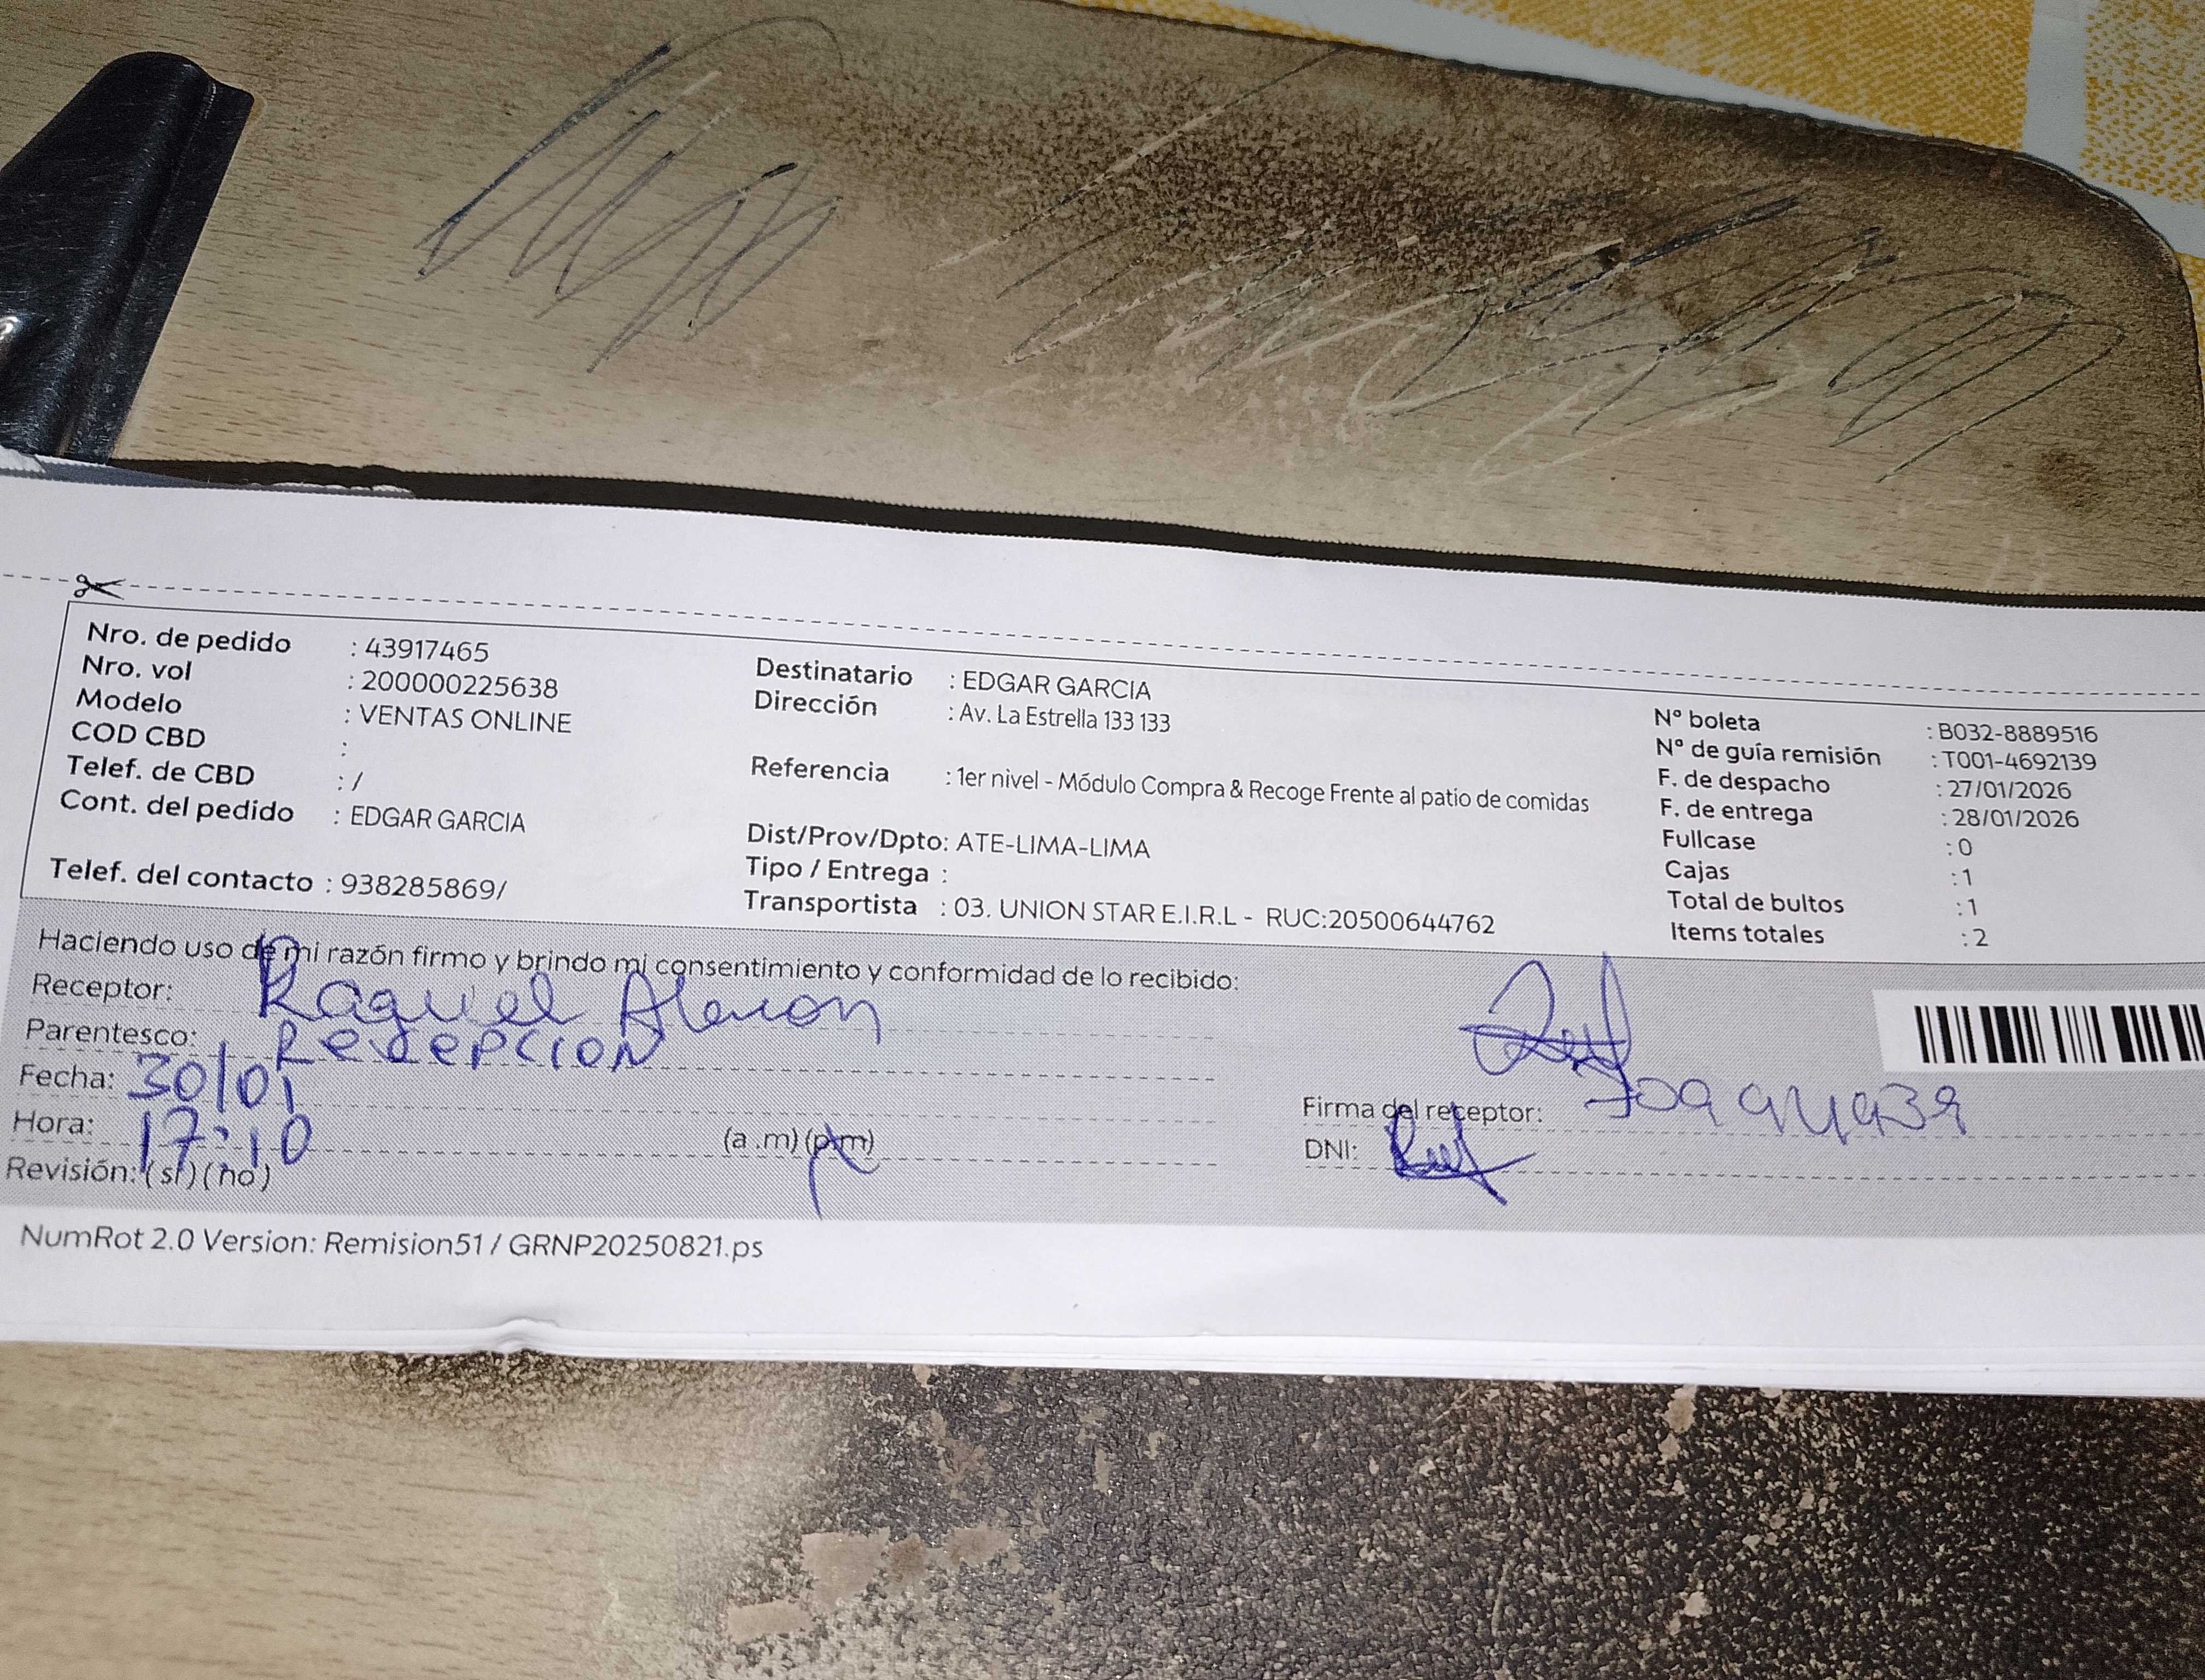 Nro. de pedido : 43917465
Nro. vol : 200000225638
Modelo : VENTAS ONLINE
COD CBD :
Telef. de CBD : /
Cont. del pedido : EDGAR GARCIA
Telef. del contacto : 938285869/
Destinatario : EDGAR GARCIA
Dirección : Av. La Estrella 133 133
Referencia : 1er nivel - Módulo Compra & Recoge Frente al patio de comidas
Dist/Prov/Dpto: ATE-LIMA-LIMA
Tipo / Entrega :
Transportista : 03. UNION STAR E.I.R.L - RUC:20500644762
Nº boleta : B032-8889516
Nº de guía remisión : T001-4692139
F. de despacho : 27/01/2026
F. de entrega : 28/01/2026
Fullcase : 0
Cajas : 1
Total de bultos : 1
Items totales : 2
Haciendo uso de mi razón firmo y brindo mi consentimiento y conformidad de lo recibido:
Receptor: Raquel
Parentesco: RECEPCION
Fecha: 30/01
Hora: 17:10 (a.m) (p.m)
Revisión: (si) (no)
Firma del receptor:
DNI:
NumRot 2.0 Version: Remision51 / GRNP20250821.ps